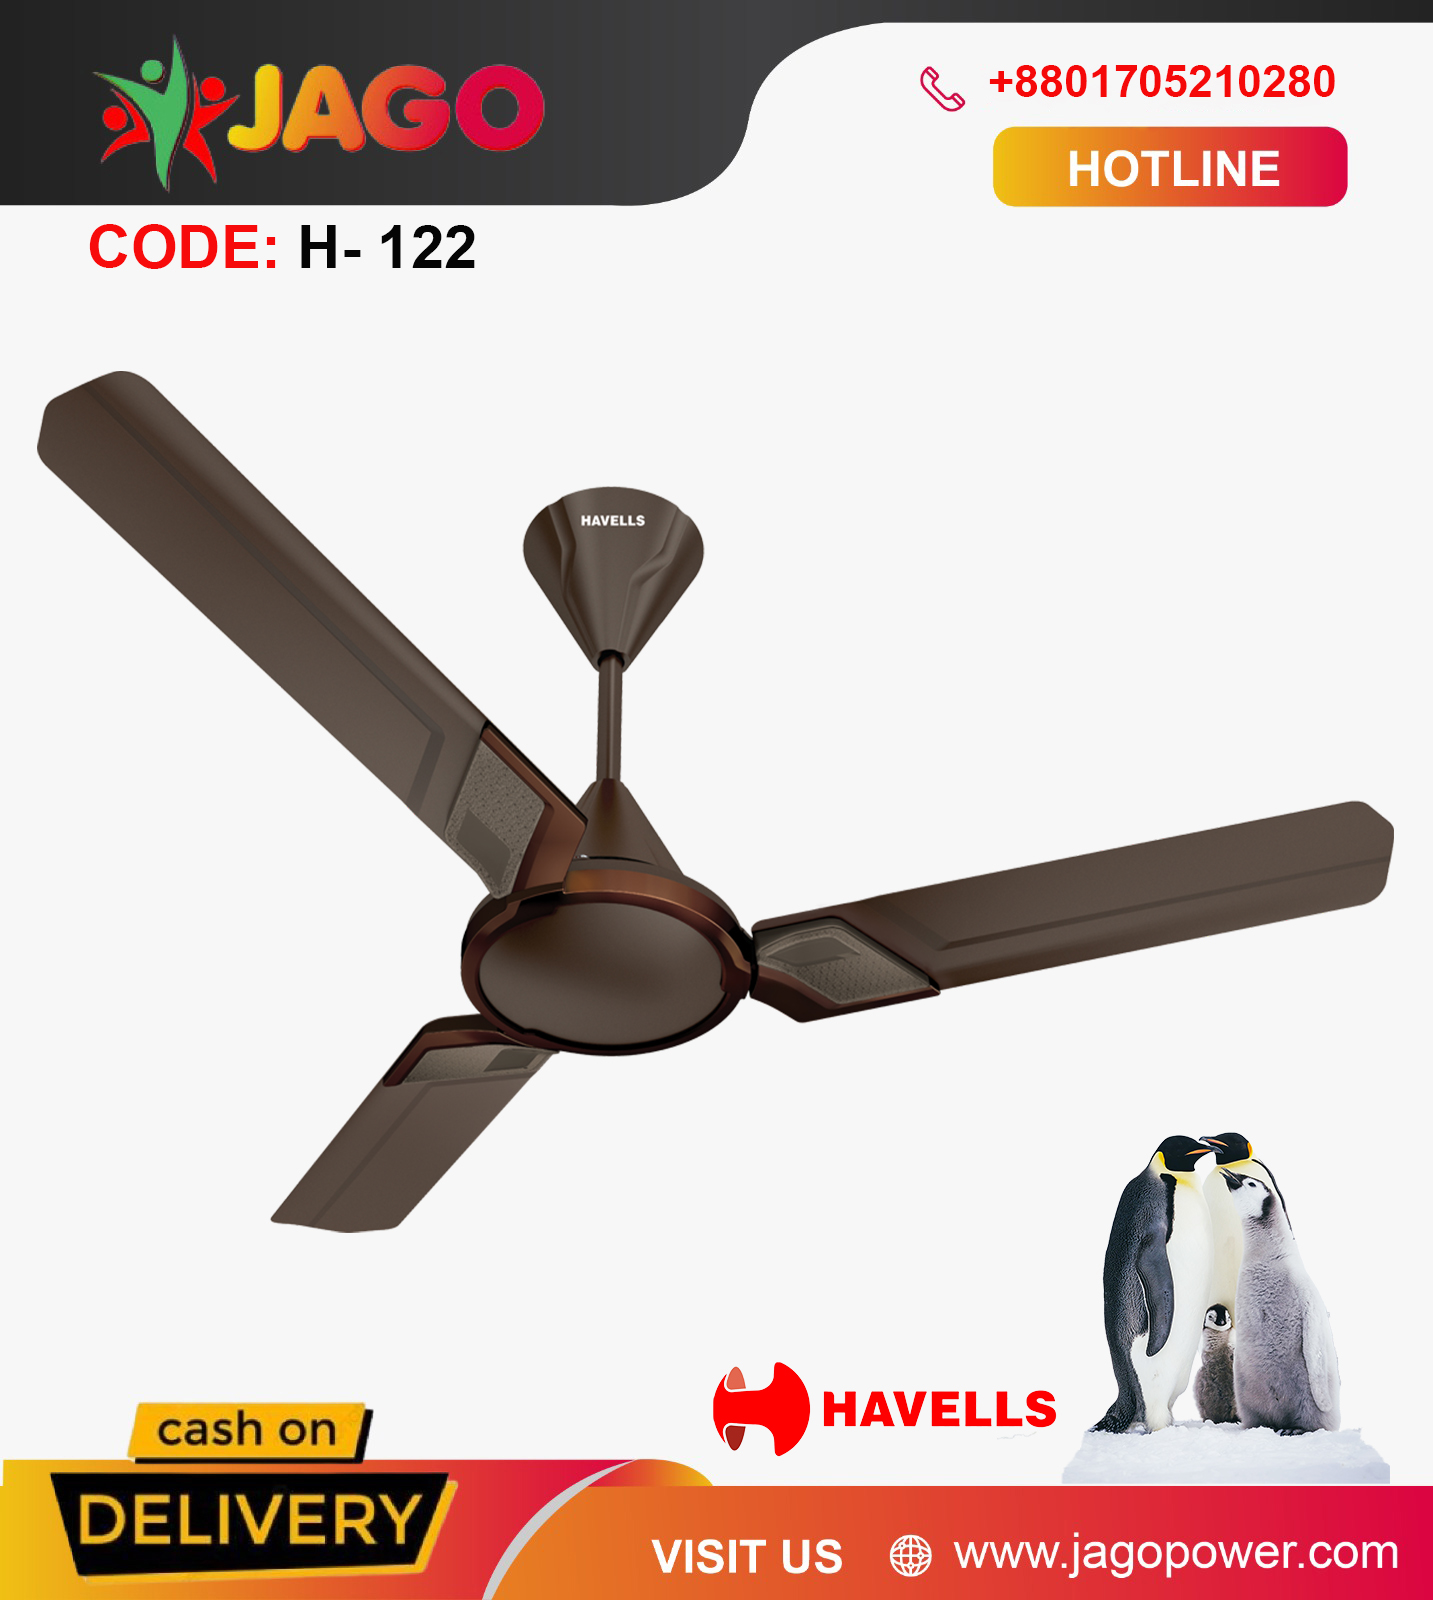 JAGO
+8801705210280
HOTLINE
CODE: H- 122
HAVELLS
HAVELLS
cash on
DELIVERY
VISIT US www.jagopower.com